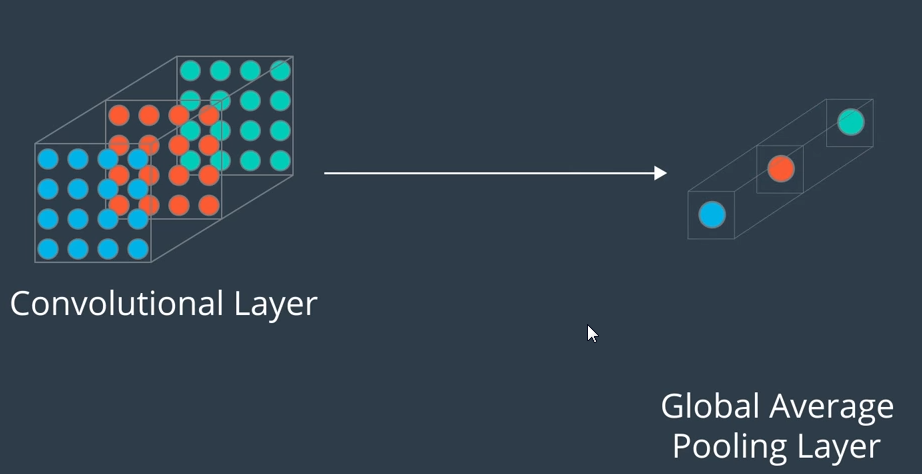 Convolutional Layer
Global Average
Pooling Layer